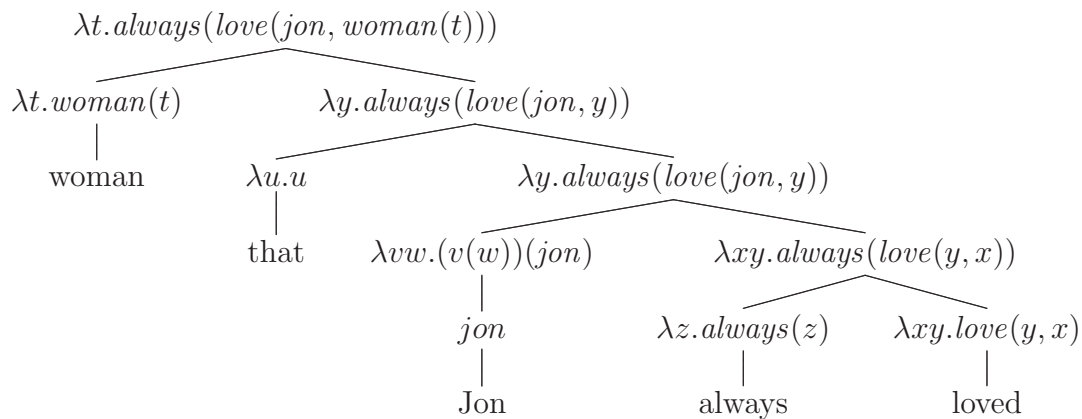 λt.always(love(jon, woman(t)))
λt.woman(t) λy.always(love(jon, y))
woman λu.u λy.always(love(jon, y))
that λvw.(v(w))(jon) λxy.always(love(y, x))
jon λz.always(z) λxy.love(y, x)
Jon always loved